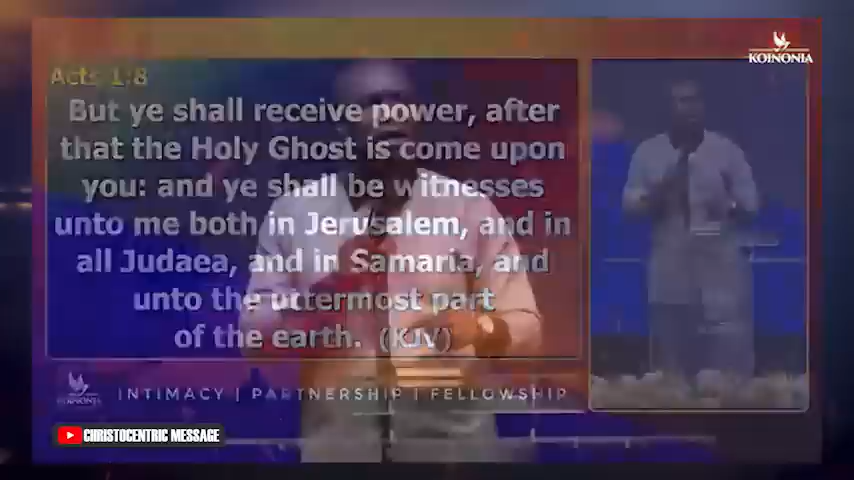 KOINONIA
Acts 1:8
But ye shall receive power, after
that the Holy Ghost is come upon
you: and ye shall be witnesses
unto me both in Jerusalem, and in
all Judaea, and in Samaria, and
unto the uttermost part
of the earth. (KJV)
KOINONIA
INTIMACY | PARTNERSHIP | FELLOWSHIP
CHRISTOCENTRIC MESSAGE